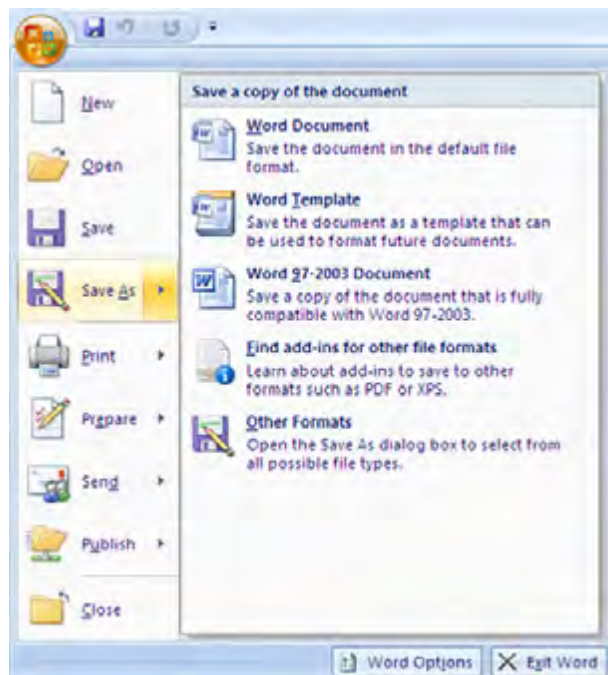 New
Open
Save
Save As
Print
Prepare
Send
Publish
Close
Save a copy of the document
Word Document
Save the document in the default file
format.
Word Template
Save the document as a template that can
be used to format future documents.
Word 97-2003 Document
Save a copy of the document that is fully
compatible with Word 97-2003.
Find add-ins for other file formats
Learn about add-ins to save to other
formats such as PDF or XPS.
Other Formats
Open the Save As dialog box to select from
all possible file types.
Word Options
Exit Word